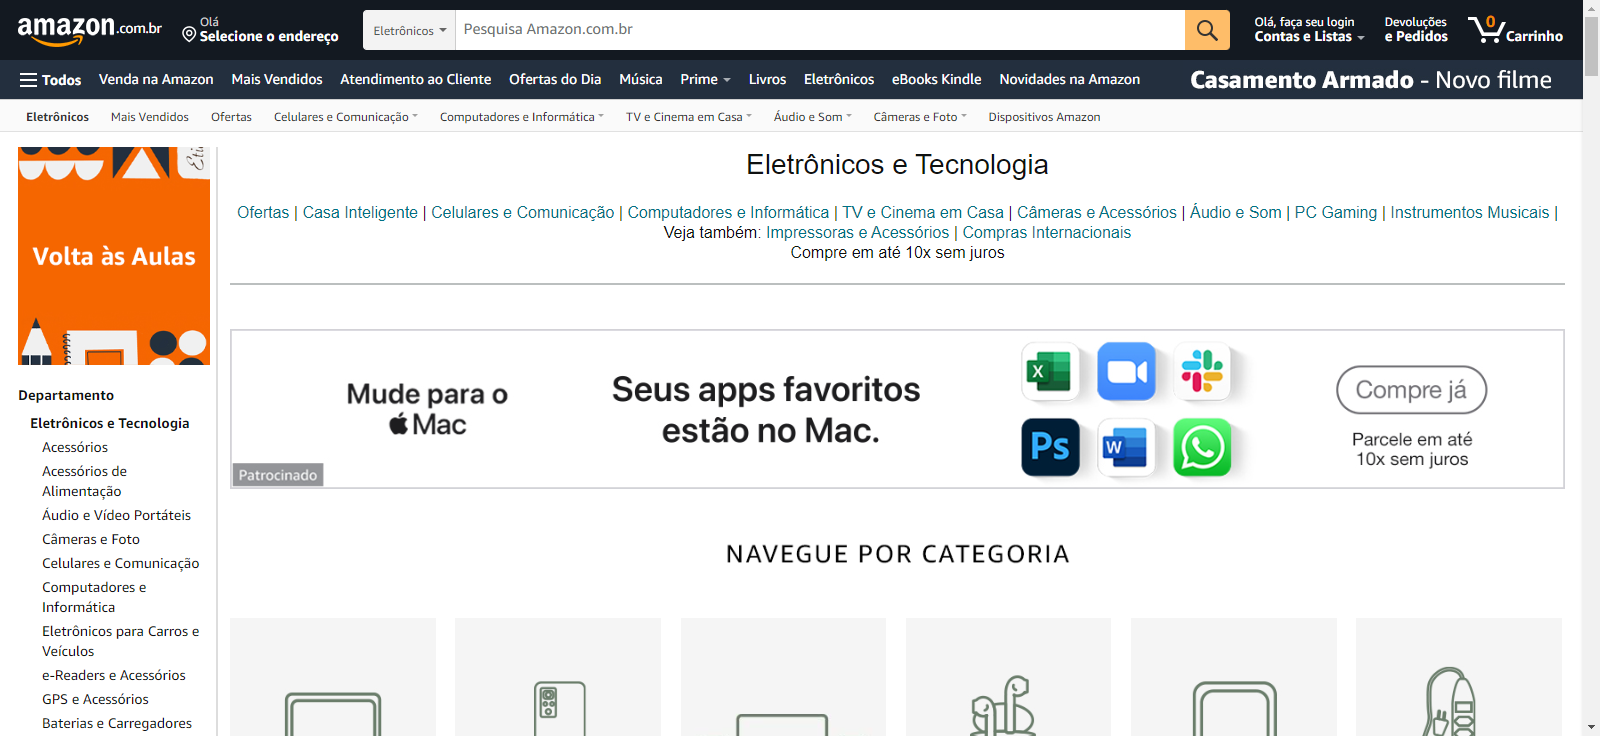 amazon.com.br
Olá
Selecione o endereço
Eletrônicos
Pesquisa Amazon.com.br
Olá, faça seu login
Contas e Listas
Devoluções
e Pedidos
0
Carrinho
Todos
Venda na Amazon
Mais Vendidos
Atendimento ao Cliente
Ofertas do Dia
Música
Prime
Livros
Eletrônicos
eBooks Kindle
Novidades na Amazon
Casamento Armado - Novo filme
Eletrônicos
Mais Vendidos
Ofertas
Celulares e Comunicação
Computadores e Informática
TV e Cinema em Casa
Áudio e Som
Câmeras e Foto
Dispositivos Amazon
Volta às Aulas
Departamento
Eletrônicos e Tecnologia
Acessórios
Acessórios de
Alimentação
Áudio e Vídeo Portáteis
Câmeras e Foto
Celulares e Comunicação
Computadores e
Informática
Eletrônicos para Carros e
Veículos
e-Readers e Acessórios
GPS e Acessórios
Baterias e Carregadores
Eletrônicos e Tecnologia
Ofertas | Casa Inteligente | Celulares e Comunicação | Computadores e Informática | TV e Cinema em Casa | Câmeras e Acessórios | Áudio e Som | PC Gaming | Instrumentos Musicais |
Veja também: Impressoras e Acessórios | Compras Internacionais
Compre em até 10x sem juros
Mude para o
Mac
Patrocinado
Seus apps favoritos
estão no Mac.
X
Ps
W
Compre já
Parcele em até
10x sem juros
NAVEGUE POR CATEGORIA